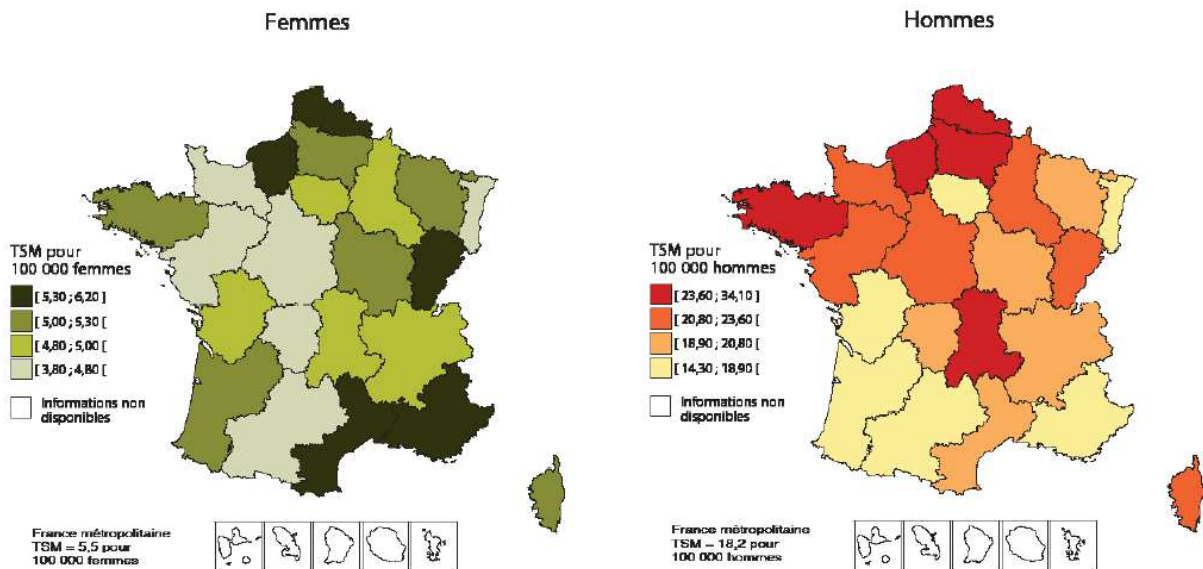 Femmes
TSM pour
100 000 femmes
[ 5,30 ; 6,20 ]
[ 5,00 ; 5,30 [
[ 4,80 ; 5,00 [
[ 3,80 ; 4,80 [
Informations non
disponibles
France métropolitaine
TSM = 5,5 pour
100 000 femmes
Hommes
TSM pour
100 000 hommes
[ 23,60 ; 34,10 ]
[ 20,80 ; 23,60 [
[ 18,90 ; 20,80 [
[ 14,30 ; 18,90 [
Informations non
disponibles
France métropolitaine
TSM = 18,2 pour
100 000 hommes